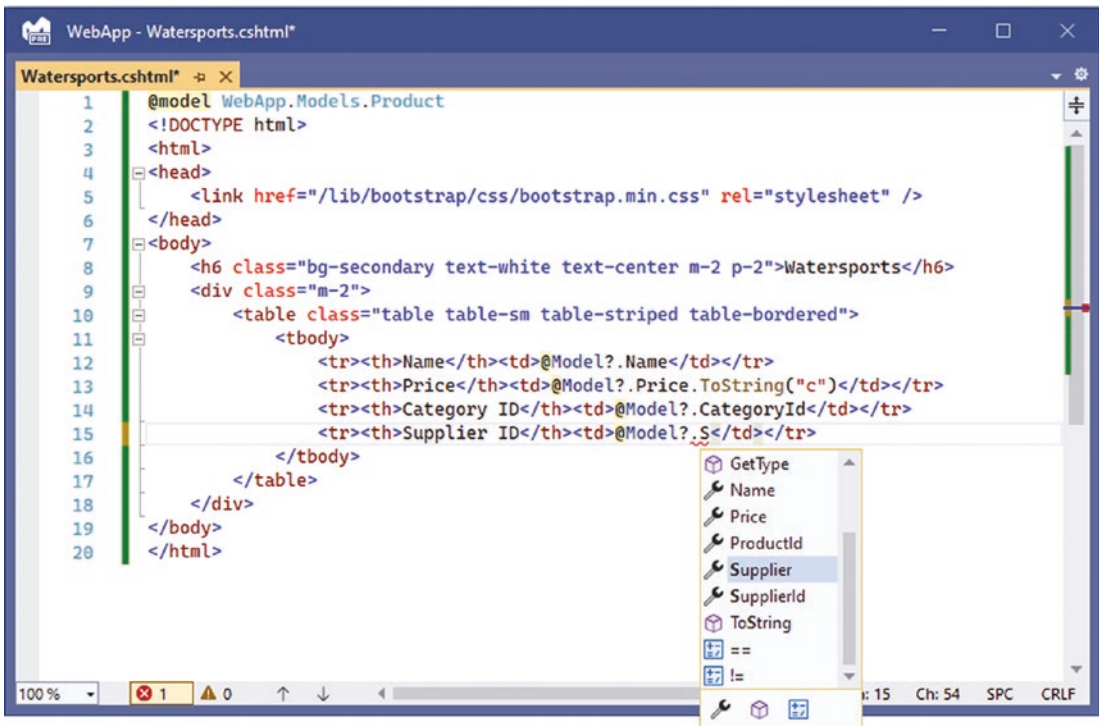 PRE WebApp - Watersports.cshtml*
Watersports.cshtml*
1 @model WebApp.Models.Product
2 <!DOCTYPE html>
3 <html>
4 <head>
5     <link href="/lib/bootstrap/css/bootstrap.min.css" rel="stylesheet" />
6 </head>
7 <body>
8     <h6 class="bg-secondary text-white text-center m-2 p-2">Watersports</h6>
9     <div class="m-2">
10         <table class="table table-sm table-striped table-bordered">
11             <tbody>
12                 <tr><th>Name</th><td>@Model?.Name</td></tr>
13                 <tr><th>Price</th><td>@Model?.Price.ToString("c")</td></tr>
14                 <tr><th>Category ID</th><td>@Model?.CategoryId</td></tr>
15                 <tr><th>Supplier ID</th><td>@Model?.S</td></tr>
16             </tbody>
17         </table>
18     </div>
19 </body>
20 </html>
GetType
Name
Price
ProductId
Supplier
SupplierId
ToString
==
!=
100 % 1 0 : 15 Ch: 54 SPC CRLF